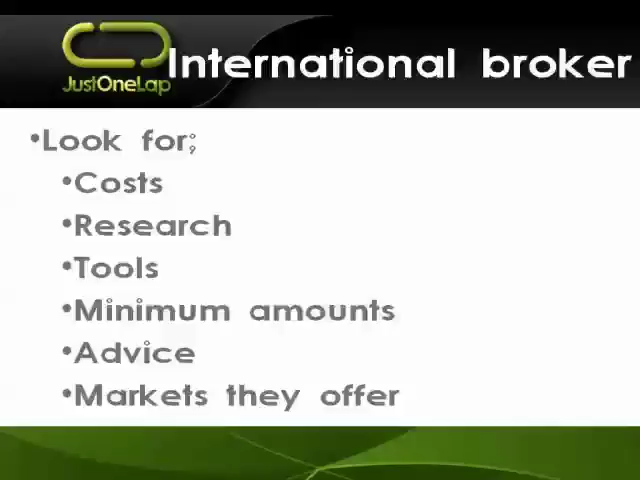 JustOneLap
International broker
•Look for;
•Costs
•Research
•Tools
•Minimum amounts
•Advice
•Markets they offer